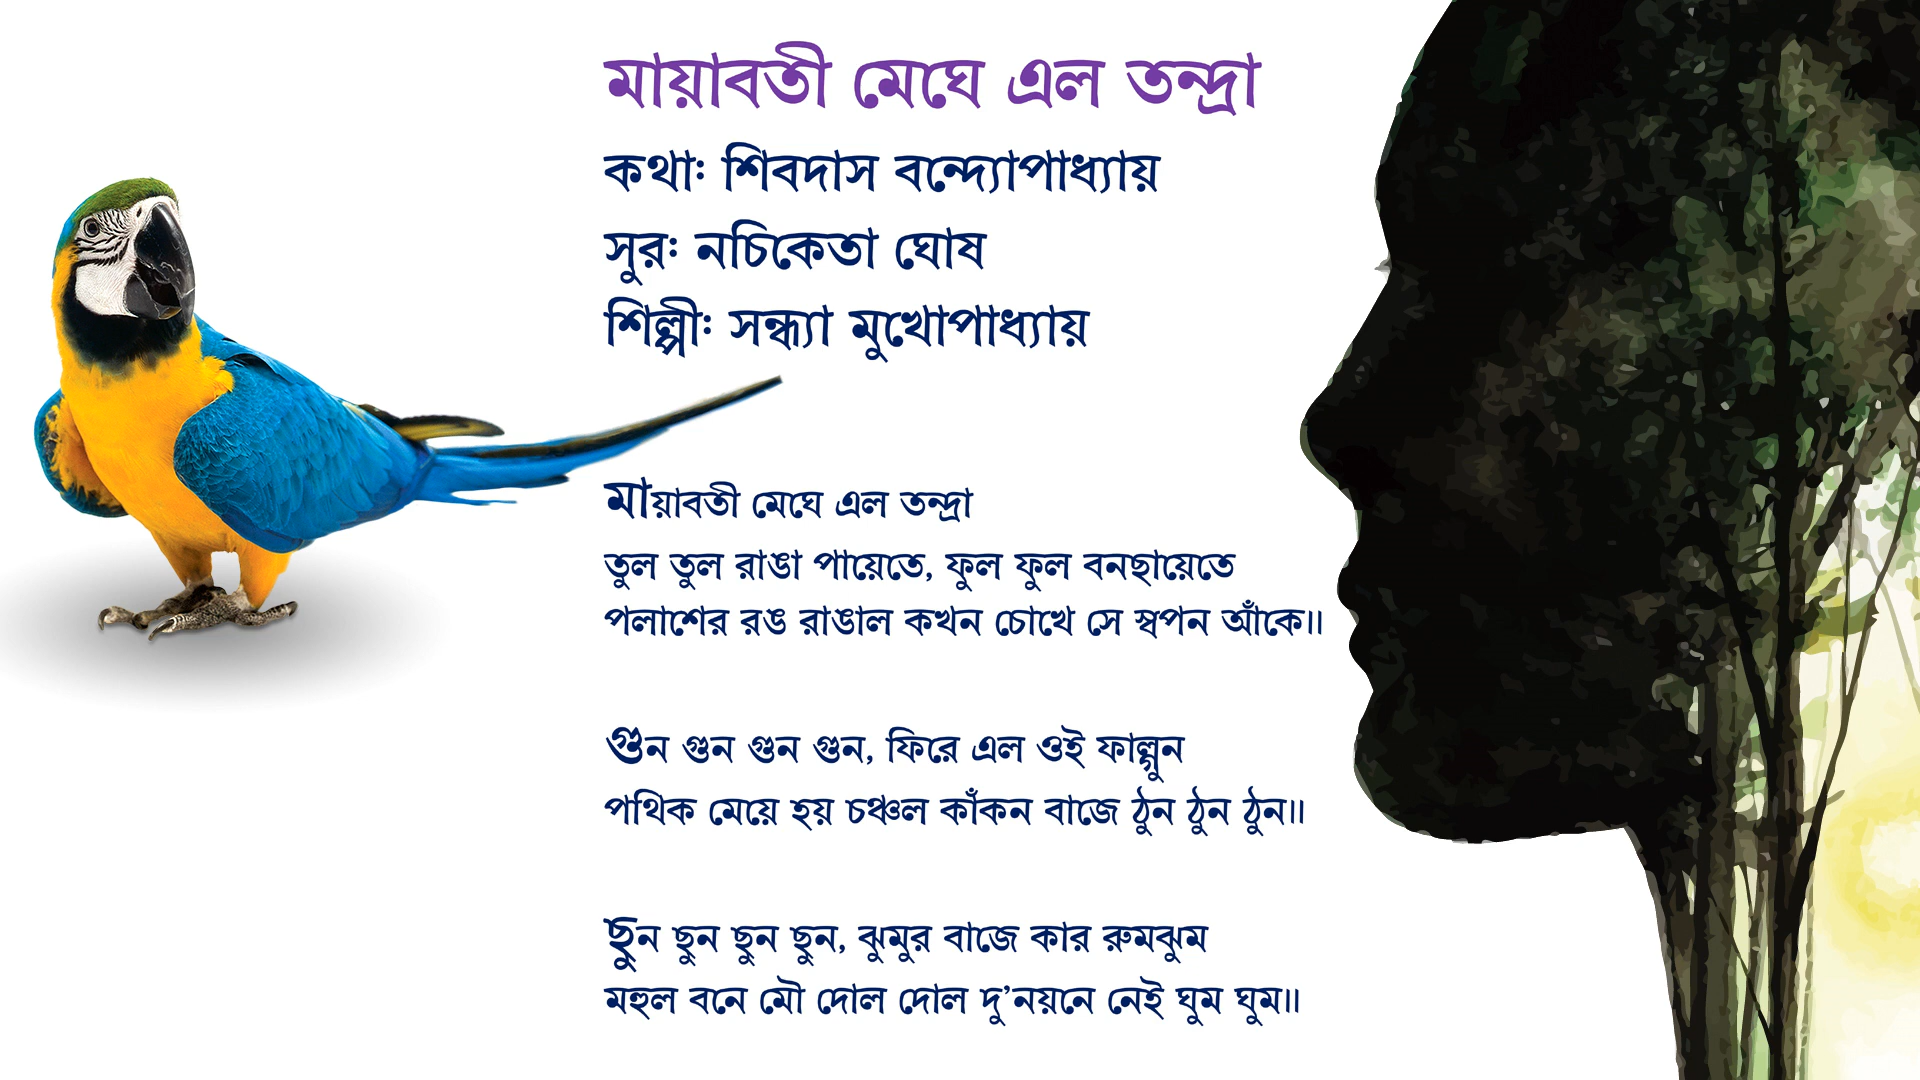 মায়াবতী মেঘে এল তন্দ্রা
কথাঃ শিবদাস বন্দ্যোপাধ্যায়
সুরঃ নচিকেতা ঘোষ
শিল্পীঃ সন্ধ্যা মুখোপাধ্যায়
মায়াবতী মেঘে এল তন্দ্রা
তুল তুল রাঙা পায়েতে, ফুল ফুল বনছায়েতে
পলাশের রঙ রাঙাল কখন চোখে সে স্বপন আঁকে॥
গুন গুন গুন গুন, ফিরে এল ওই ফাল্গুন
পথিক মেয়ে হয় চঞ্চল কাঁকন বাজে ঠুন ঠুন ঠুন॥
ছুন ছুন ছুন ছুন, ঝুমুর বাজে কার রুমঝুম
মহুল বনে মৌ দোল দোল দু’নয়নে নেই ঘুম ঘুম॥